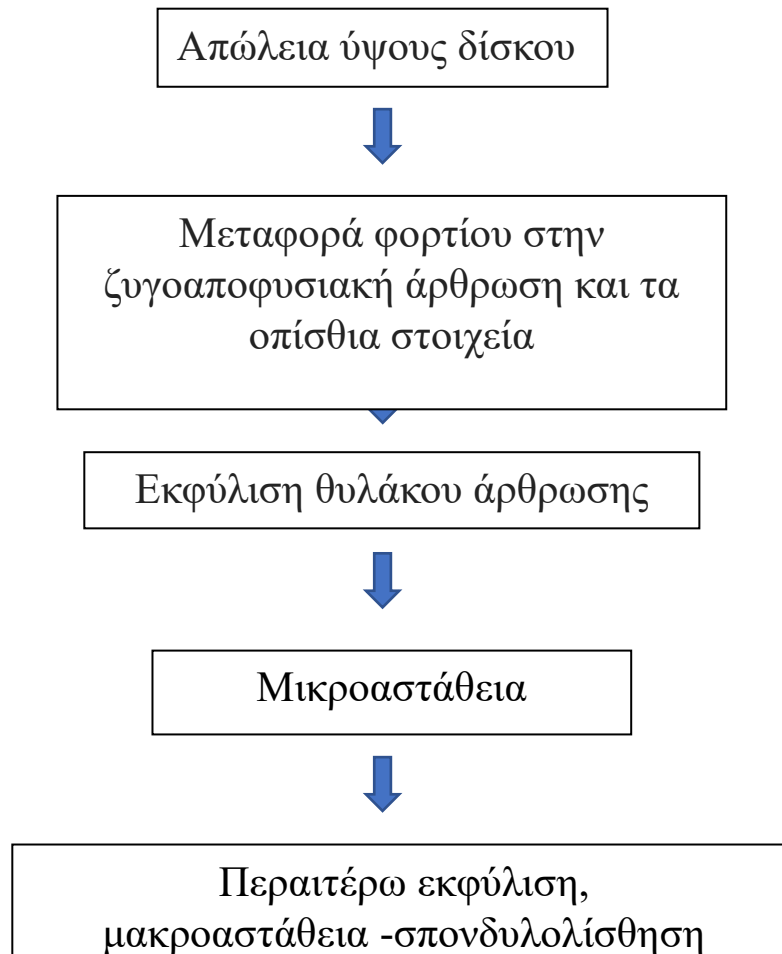 Απώλεια ύψους δίσκου
Μεταφορά φορτίου στην
ζυγοαποφυσιακή άρθρωση και τα
οπίσθια στοιχεία
Εκφύλιση θυλάκου άρθρωσης
Μικροαστάθεια
Περαιτέρω εκφύλιση,
μακροαστάθεια -σπονδυλολίσθηση